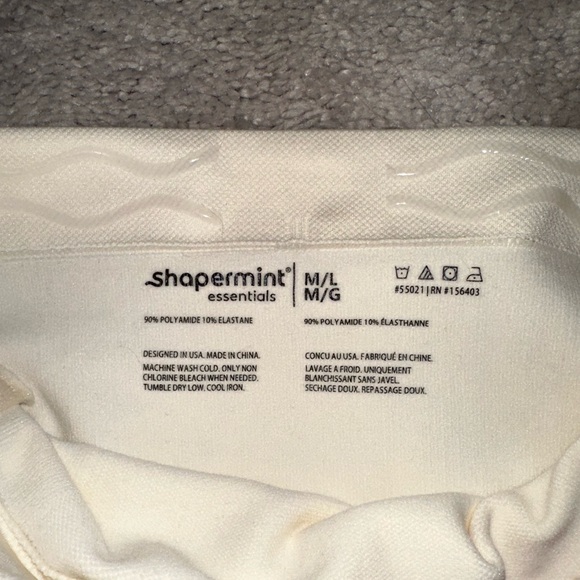 shapermint®
essentials
M/L
M/G
#55021|RN #156403
90% POLYAMIDE 10% ELASTANE
90% POLYAMIDE 10% ÉLASTHANNE
DESIGNED IN USA. MADE IN CHINA.
MACHINE WASH COLD, ONLY NON
CHLORINE BLEACH WHEN NEEDED.
TUMBLE DRY LOW. COOL IRON.
CONCU AU USA. FABRIQUÉ EN CHINE.
LAVAGE A FROID. UNIQUEMENT
BLANCHISSANT SANS JAVEL.
SECHAGE DOUX. REPASSAGE DOUX.